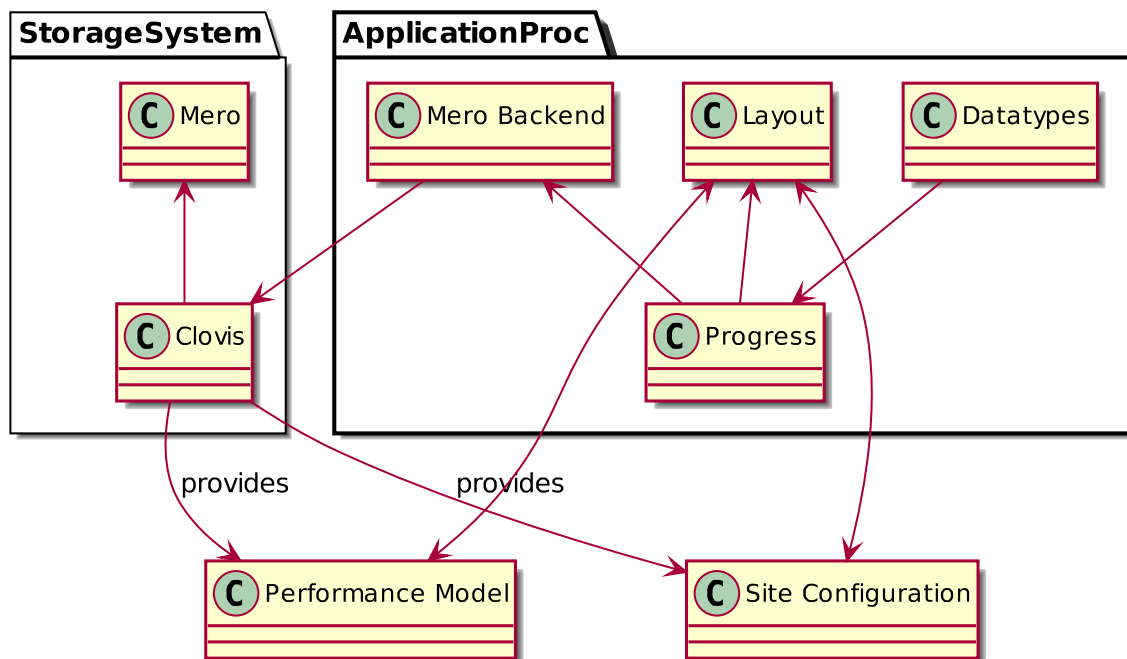 StorageSystem
ApplicationProc
C Mero
C Mero Backend
C Layout
C Datatypes
C Clovis
C Progress
provides
provides
C Performance Model
C Site Configuration